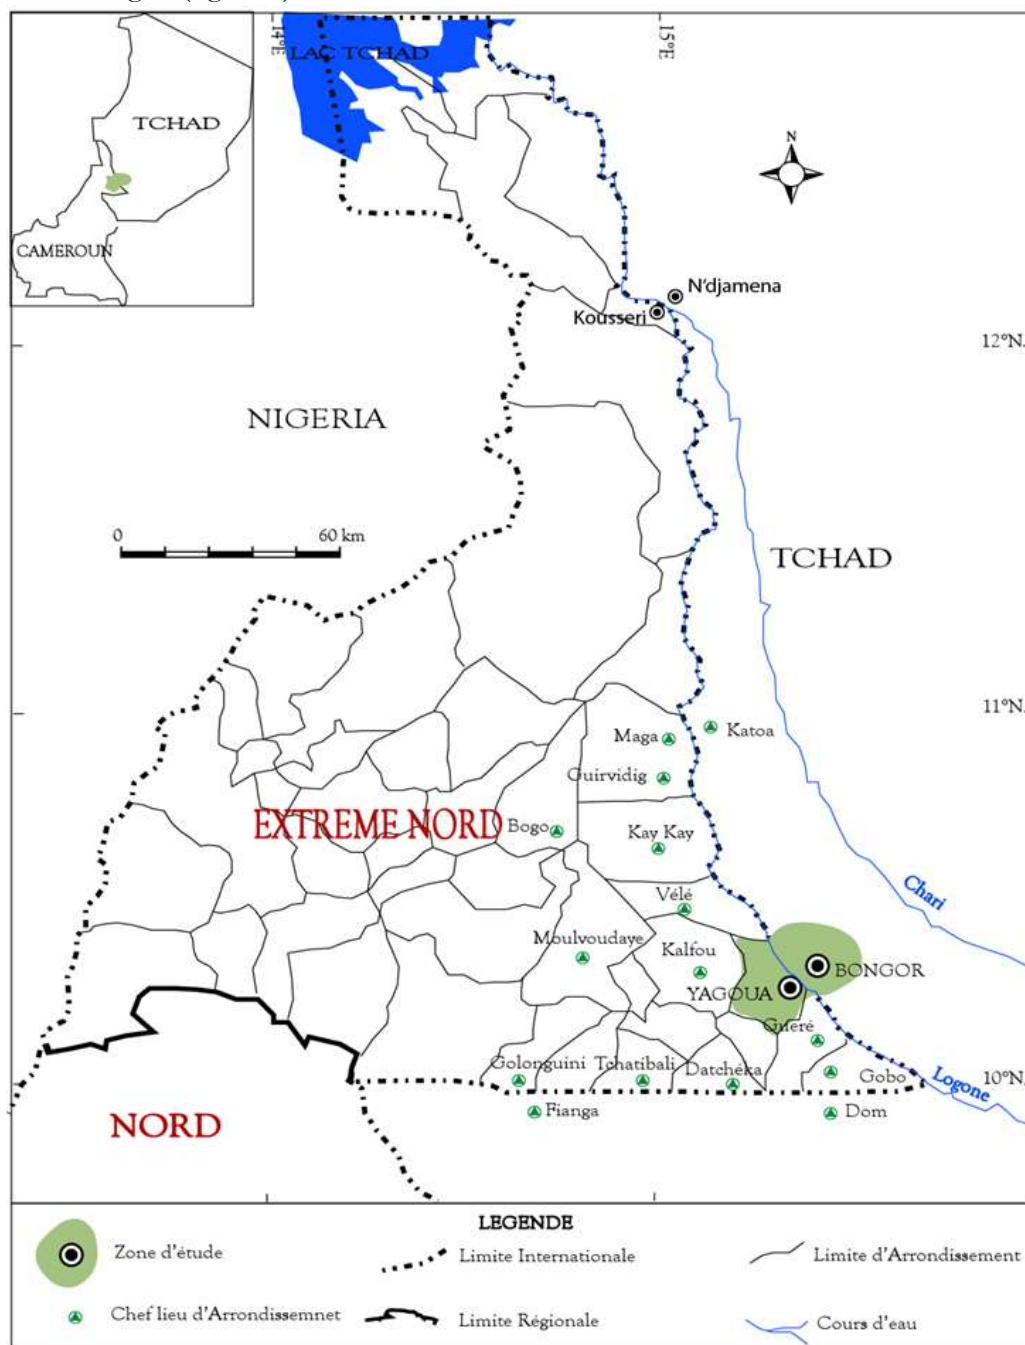 14°E
15°E
LAC TCHAD
TCHAD
CAMEROUN
N
N'djamena
Kousseri
12°N
NIGERIA
0
60 km
TCHAD
11°N
Maga
Katoa
Guirvidig
EXTREME NORD
Bogo
Kay Kay
Chari
Vélé
Moulvoudaye
Kalfou
BONGOR
YAGOUA
Guéré
Golonguini
Tchatibali
Datchéka
Gobo
Logone
10°N
NORD
Fianga
Dom
LEGENDE
Zone d'étude
Limite Internationale
Limite d'Arrondissement
Chef lieu d'Arrondissemnet
Limite Régionale
Cours d'eau